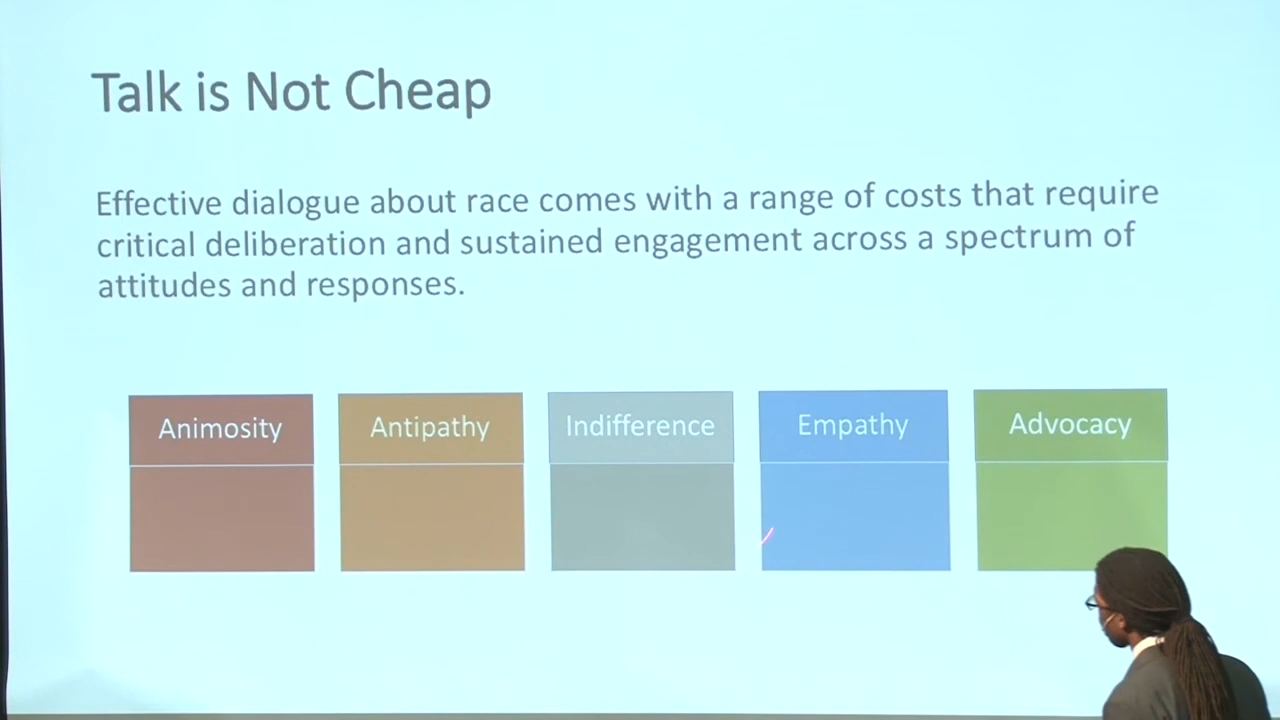 Talk is Not Cheap
Effective dialogue about race comes with a range of costs that require
critical deliberation and sustained engagement across a spectrum of
attitudes and responses.
Animosity
Antipathy
Indifference
Empathy
Advocacy